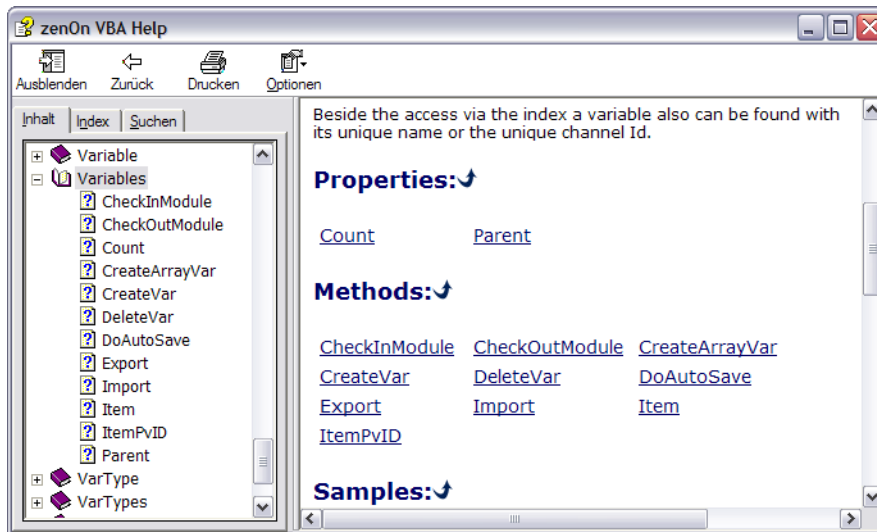 zenOn VBA Help
Ausblenden Zurück Drucken Optionen
Inhalt Index Suchen
Variable
Variables
CheckInModule
CheckOutModule
Count
CreateArrayVar
CreateVar
DeleteVar
DoAutoSave
Export
Import
Item
ItemPvID
Parent
VarType
VarTypes
Beside the access via the index a variable also can be found with
its unique name or the unique channel Id.
Properties:
Count Parent
Methods:
CheckInModule CheckOutModule CreateArrayVar
CreateVar DeleteVar DoAutoSave
Export Import Item
ItemPvID
Samples: